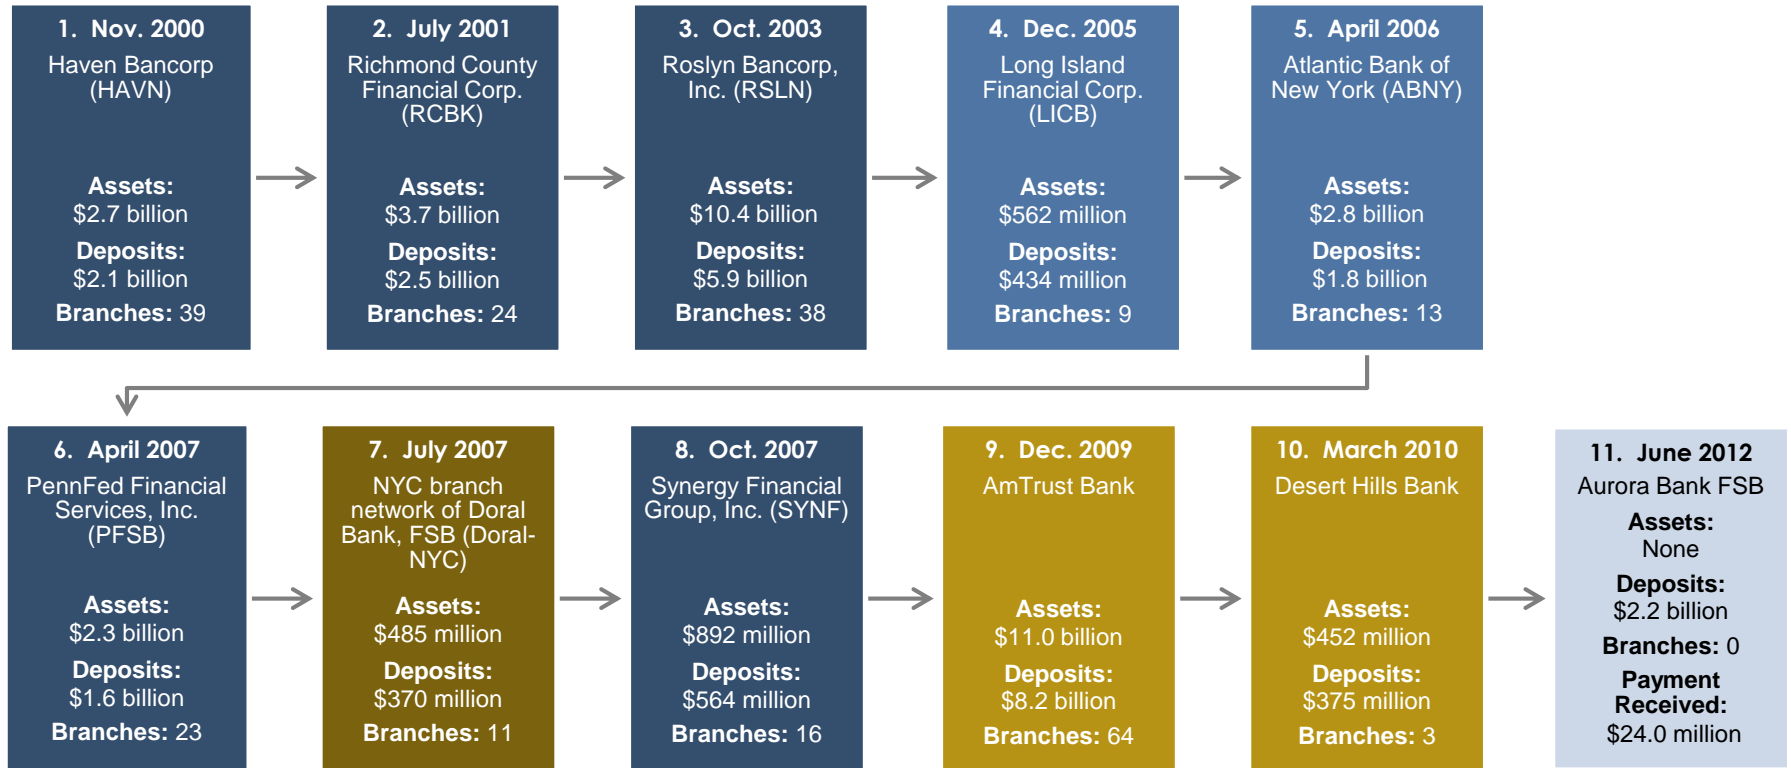 1. Nov. 2000
Haven Bancorp
(HAVN)
Assets:
$2.7 billion
Deposits:
$2.1 billion
Branches: 39
2. July 2001
Richmond County
Financial Corp.
(RCBK)
Assets:
$3.7 billion
Deposits:
$2.5 billion
Branches: 24
3. Oct. 2003
Roslyn Bancorp,
Inc. (RSLN)
Assets:
$10.4 billion
Deposits:
$5.9 billion
Branches: 38
4. Dec. 2005
Long Island
Financial Corp.
(LICB)
Assets:
$562 million
Deposits:
$434 million
Branches: 9
5. April 2006
Atlantic Bank of
New York (ABNY)
Assets:
$2.8 billion
Deposits:
$1.8 billion
Branches: 13
6. April 2007
PennFed Financial
Services, Inc.
(PFSB)
Assets:
$2.3 billion
Deposits:
$1.6 billion
Branches: 23
7. July 2007
NYC branch
network of Doral
Bank, FSB (Doral-
NYC)
Assets:
$485 million
Deposits:
$370 million
Branches: 11
8. Oct. 2007
Synergy Financial
Group, Inc. (SYNF)
Assets:
$892 million
Deposits:
$564 million
Branches: 16
9. Dec. 2009
AmTrust Bank
Assets:
$11.0 billion
Deposits:
$8.2 billion
Branches: 64
10. March 2010
Desert Hills Bank
Assets:
$452 million
Deposits:
$375 million
Branches: 3
11. June 2012
Aurora Bank FSB
Assets:
None
Deposits:
$2.2 billion
Branches: 0
Payment
Received:
$24.0 million